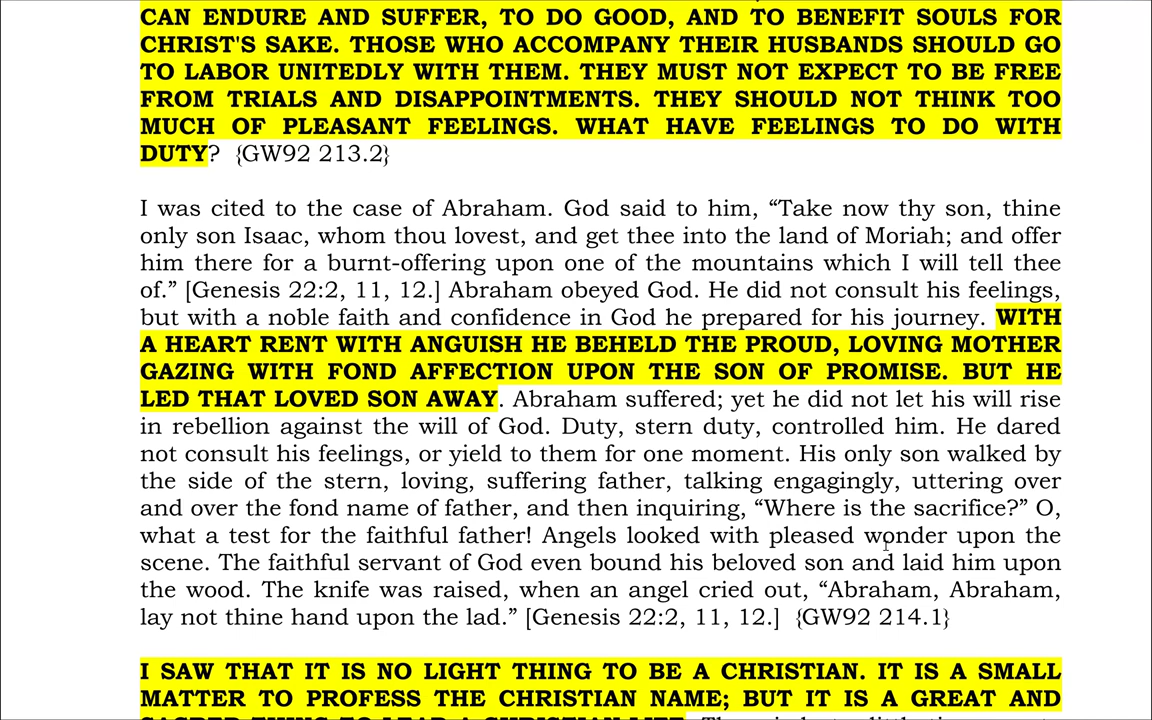 CAN ENDURE AND SUFFER, TO DO GOOD, AND TO BENEFIT SOULS FOR
CHRIST'S SAKE. THOSE WHO ACCOMPANY THEIR HUSBANDS SHOULD GO
TO LABOR UNITEDLY WITH THEM. THEY MUST NOT EXPECT TO BE FREE
FROM TRIALS AND DISAPPOINTMENTS. THEY SHOULD NOT THINK TOO
MUCH OF PLEASANT FEELINGS. WHAT HAVE FEELINGS TO DO WITH
DUTY? {GW92 213.2}
I was cited to the case of Abraham. God said to him, “Take now thy son, thine
only son Isaac, whom thou lovest, and get thee into the land of Moriah; and offer
him there for a burnt-offering upon one of the mountains which I will tell thee
of.” [Genesis 22:2, 11, 12.] Abraham obeyed God. He did not consult his feelings,
but with a noble faith and confidence in God he prepared for his journey. WITH
A HEART RENT WITH ANGUISH HE BEHELD THE PROUD, LOVING MOTHER
GAZING WITH FOND AFFECTION UPON THE SON OF PROMISE. BUT HE
LED THAT LOVED SON AWAY. Abraham suffered; yet he did not let his will rise
in rebellion against the will of God. Duty, stern duty, controlled him. He dared
not consult his feelings, or yield to them for one moment. His only son walked by
the side of the stern, loving, suffering father, talking engagingly, uttering over
and over the fond name of father, and then inquiring, “Where is the sacrifice?” O,
what a test for the faithful father! Angels looked with pleased wonder upon the
scene. The faithful servant of God even bound his beloved son and laid him upon
the wood. The knife was raised, when an angel cried out, “Abraham, Abraham,
lay not thine hand upon the lad.” [Genesis 22:2, 11, 12.] {GW92 214.1}
I SAW THAT IT IS NO LIGHT THING TO BE A CHRISTIAN. IT IS A SMALL
MATTER TO PROFESS THE CHRISTIAN NAME; BUT IT IS A GREAT AND
SACRED THING TO LEAD A CHRISTIAN LIFE.